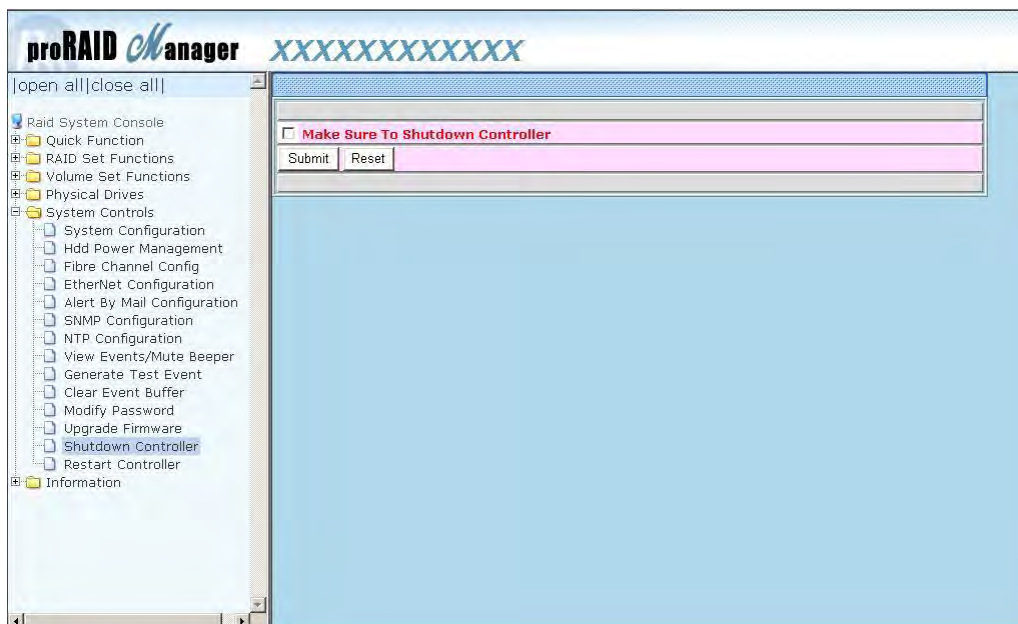 proRAID Manager XXXXXXXXXXXX
|open all|close all|
Raid System Console
Quick Function
RAID Set Functions
Volume Set Functions
Physical Drives
System Controls
System Configuration
Hdd Power Management
Fibre Channel Config
EtherNet Configuration
Alert By Mail Configuration
SNMP Configuration
NTP Configuration
View Events/Mute Beeper
Generate Test Event
Clear Event Buffer
Modify Password
Upgrade Firmware
Shutdown Controller
Restart Controller
Information
Make Sure To Shutdown Controller
Submit Reset